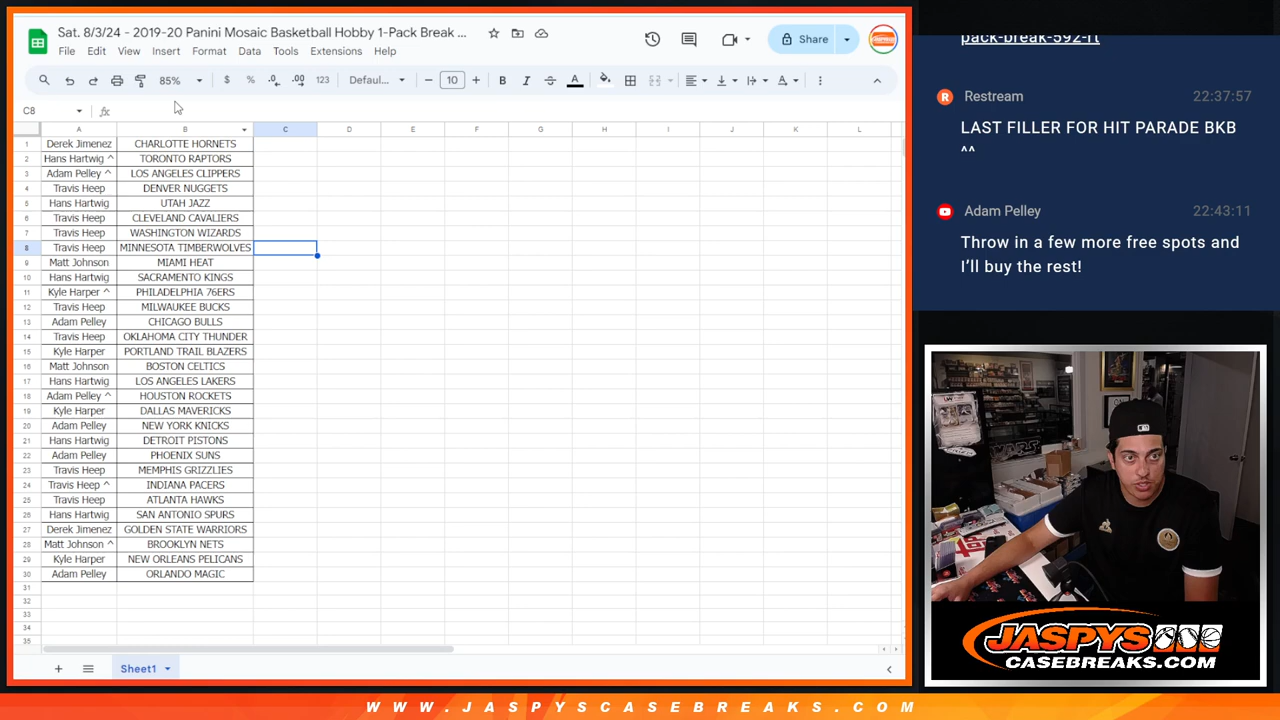 Sat. 8/3/24 - 2019-20 Panini Mosaic Basketball Hobby 1-Pack Break ...
File Edit View Insert Format Data Tools Extensions Help
Share
85% $ % .0 .00 123 Defaul... 10 B I A
C8 fx
A B C D E F G H I J K L
1 Derek Jimenez CHARLOTTE HORNETS
2 Hans Hartwig ^ TORONTO RAPTORS
3 Adam Pelley ^ LOS ANGELES CLIPPERS
4 Travis Heep DENVER NUGGETS
5 Hans Hartwig UTAH JAZZ
6 Travis Heep CLEVELAND CAVALIERS
7 Travis Heep WASHINGTON WIZARDS
8 Travis Heep MINNESOTA TIMBERWOLVES
9 Matt Johnson MIAMI HEAT
10 Hans Hartwig SACRAMENTO KINGS
11 Kyle Harper ^ PHILADELPHIA 76ERS
12 Travis Heep MILWAUKEE BUCKS
13 Adam Pelley CHICAGO BULLS
14 Travis Heep OKLAHOMA CITY THUNDER
15 Kyle Harper PORTLAND TRAIL BLAZERS
16 Matt Johnson BOSTON CELTICS
17 Hans Hartwig LOS ANGELES LAKERS
18 Adam Pelley ^ HOUSTON ROCKETS
19 Kyle Harper DALLAS MAVERICKS
20 Adam Pelley NEW YORK KNICKS
21 Hans Hartwig DETROIT PISTONS
22 Adam Pelley PHOENIX SUNS
23 Travis Heep MEMPHIS GRIZZLIES
24 Travis Heep ^ INDIANA PACERS
25 Travis Heep ATLANTA HAWKS
26 Hans Hartwig SAN ANTONIO SPURS
27 Derek Jimenez GOLDEN STATE WARRIORS
28 Matt Johnson ^ BROOKLYN NETS
29 Kyle Harper NEW ORLEANS PELICANS
30 Adam Pelley ORLANDO MAGIC
31
32
33
34
35
Sheet1
pack-break-592-rt
Restream 22:37:57
LAST FILLER FOR HIT PARADE BKB
^^
Adam Pelley 22:43:11
Throw in a few more free spots and
I'll buy the rest!
JASPYS
CASEBREAKS.COM
WWW.JASPYSCASEBREAKS.COM